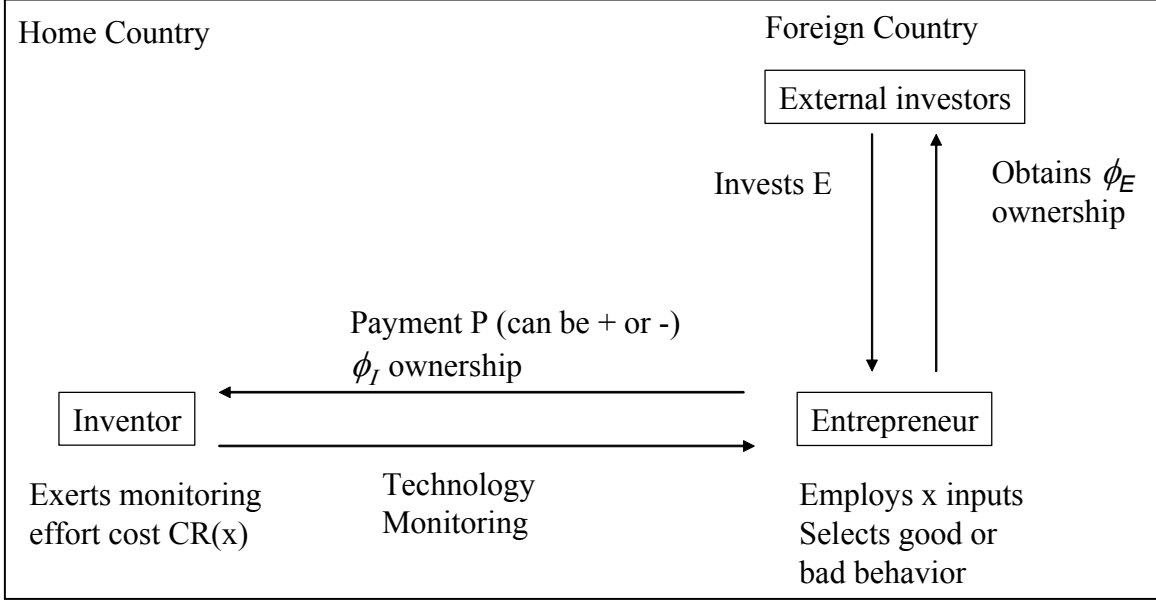 Home Country
Foreign Country
External investors
Invests E
Obtains ϕE
ownership
Payment P (can be + or -)
ϕI ownership
Inventor
Entrepreneur
Exerts monitoring
effort cost CR(x)
Technology
Monitoring
Employs x inputs
Selects good or
bad behavior